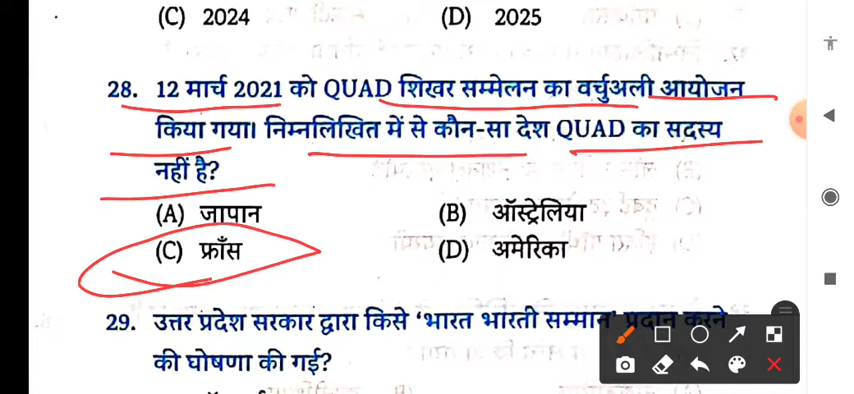 (C) 2024 (D) 2025
28. 12 मार्च 2021 को QUAD शिखर सम्मेलन का वर्चुअली आयोजन
किया गया। निम्नलिखित में से कौन-सा देश QUAD का सदस्य
नहीं है?
(A) जापान (B) ऑस्ट्रेलिया
(C) फ्राँस (D) अमेरिका
29. उत्तर प्रदेश सरकार द्वारा किसे ‘भारत भारती सम्मान’ प्रदान करने
की घोषणा की गई?